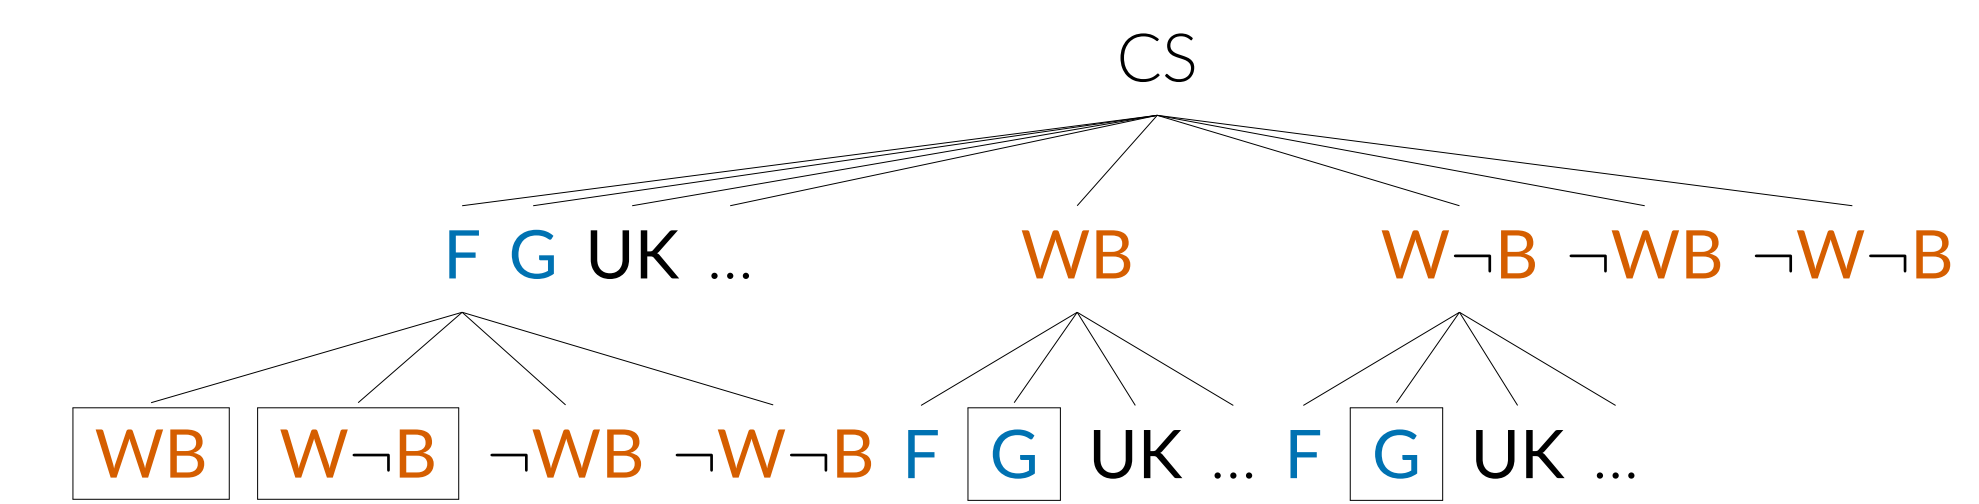 CS
F G UK ... WB W¬B ¬WB ¬W¬B
WB W¬B ¬WB ¬W¬B F G UK ... F G UK ...